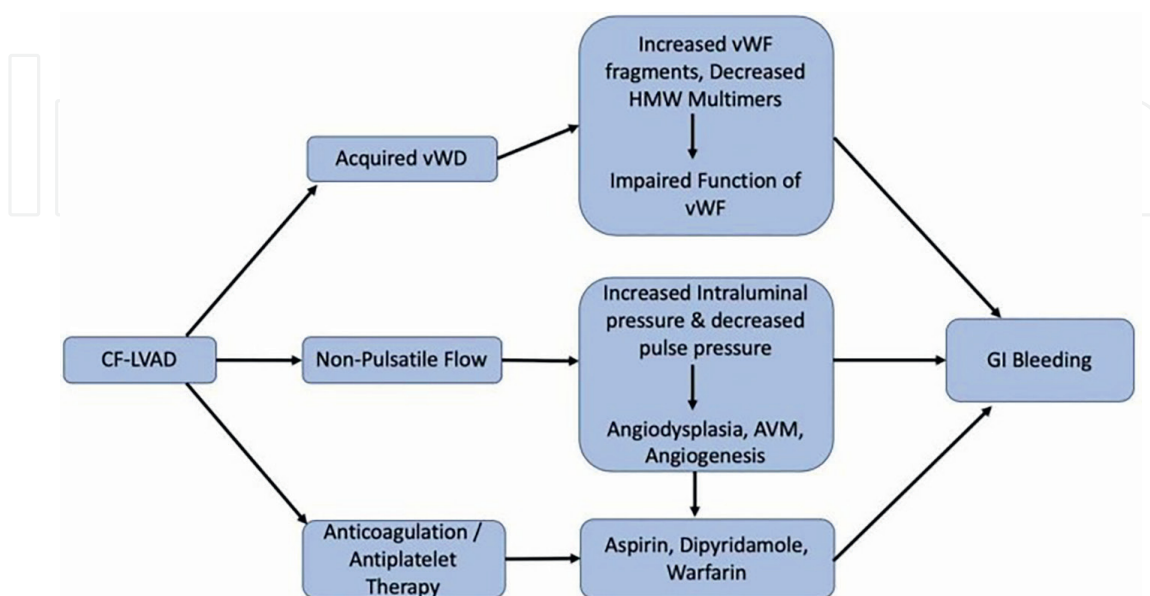 Increased vWF
fragments, Decreased
HMW Multimers
Impaired Function of
vWF
Acquired vWD
Increased Intraluminal
pressure & decreased
pulse pressure
Angiodysplasia, AVM,
Angiogenesis
CF-LVAD
Non-Pulsatile Flow
GI Bleeding
Anticoagulation /
Antiplatelet
Therapy
Aspirin, Dipyridamole,
Warfarin